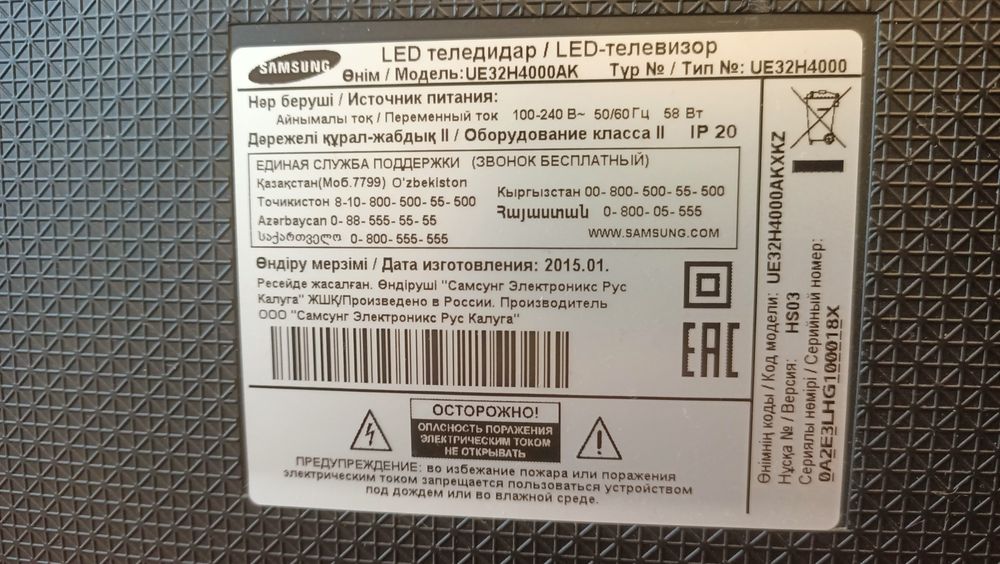 SAMSUNG
LED теледидар / LED-телевизор
Өнім / Модель:UE32H4000AK Түр № / Тип №: UE32H4000
Нәр беруші / Источник питания:
Айнымалы ток / Переменный ток 100-240 В~ 50/60 Гц 58 Вт
Дәрежелі құрал-жабдық II / Оборудование класса II IP 20
ЕДИНАЯ СЛУЖБА ПОДДЕРЖКИ (ЗВОНОК БЕСПЛАТНЫЙ)
Қазақстан(Моб.7799) O'zbekiston
Точикистон 8-10-800-500-55-500
Кыргызстан 00-800-500-55-500
Azərbaycan 0-88-555-55-55
Հայաստան 0-800-05-555
საქართველო 0-800-555-555
WWW.SAMSUNG.COM
Өндіру мерзімі / Дата изготовления: 2015.01.
Ресейде жасалған. Өндіруші "Самсунг Электроникс Рус
Калуга" ЖШҚ/Произведено в России. Производитель
ООО "Самсунг Электроникс Рус Калуга"
EAC
ОСТОРОЖНО!
ОПАСНОСТЬ ПОРАЖЕНИЯ
ЭЛЕКТРИЧЕСКИМ ТОКОМ
НЕ ОТКРЫВАТЬ
ПРЕДУПРЕЖДЕНИЕ: во избежание пожара или поражения
электрическим током запрещается пользоваться устройством
под дождем или во влажной среде.
Өнімнің коды / Код модели: UE32H4000AKXKZ
Нұсқа № / Версия: HS03
Сериялы нөмірі / Серийный номер:
0A2E3LHG100018X